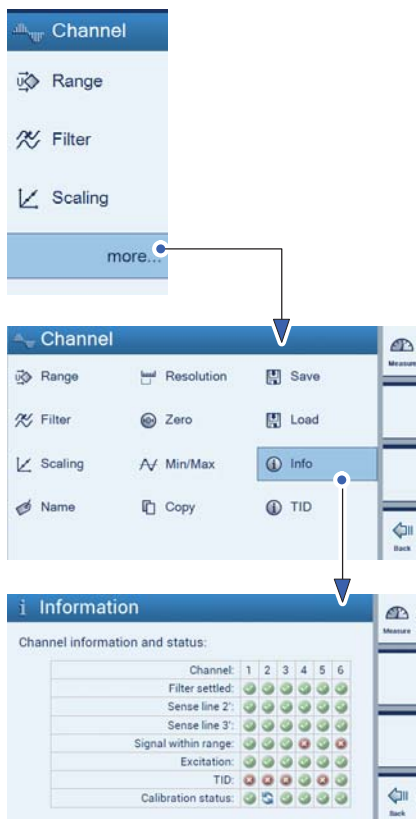 Channel
Range
Filter
Scaling
more...
Channel
Range Resolution Save
Filter Zero Load
Scaling Min/Max Info
Name Copy TID
Measure
Back
i Information
Channel information and status:
Channel: 1 2 3 4 5 6
Filter settled:
Sense line 2':
Sense line 3':
Signal within range:
Excitation:
TID:
Calibration status:
Measure
Back